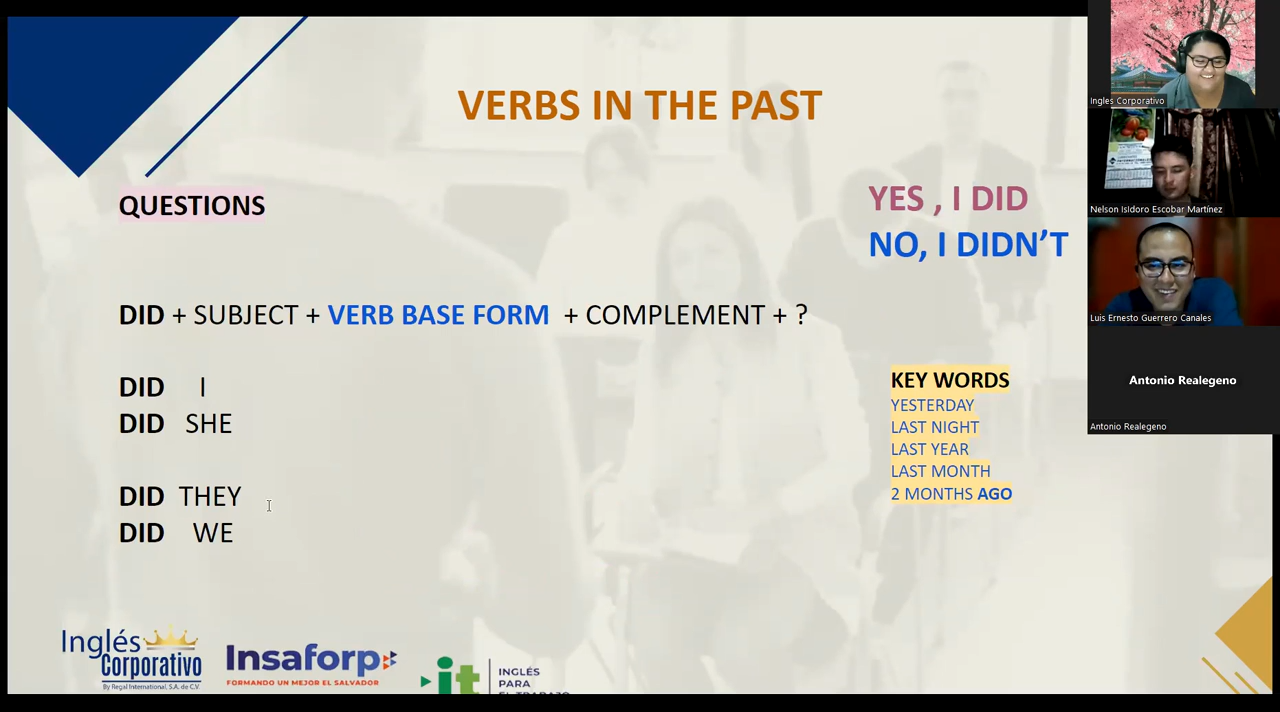 VERBS IN THE PAST
QUESTIONS
YES , I DID
NO, I DIDN’T
DID + SUBJECT + VERB BASE FORM + COMPLEMENT + ?
DID I
DID SHE
DID THEY
DID WE
KEY WORDS
YESTERDAY
LAST NIGHT
LAST YEAR
LAST MONTH
2 MONTHS AGO
Inglés
Corporativo
By Regal International, S.A. de C.V.
Insaforp
FORMANDO UN MEJOR EL SALVADOR
it
INGLÉS
PARA
EL TRABAJO
Ingles Corporativo
Nelson Isidoro Escobar Martínez
Luis Ernesto Guerrero Canales
Antonio Realegeno
Antonio Realegeno